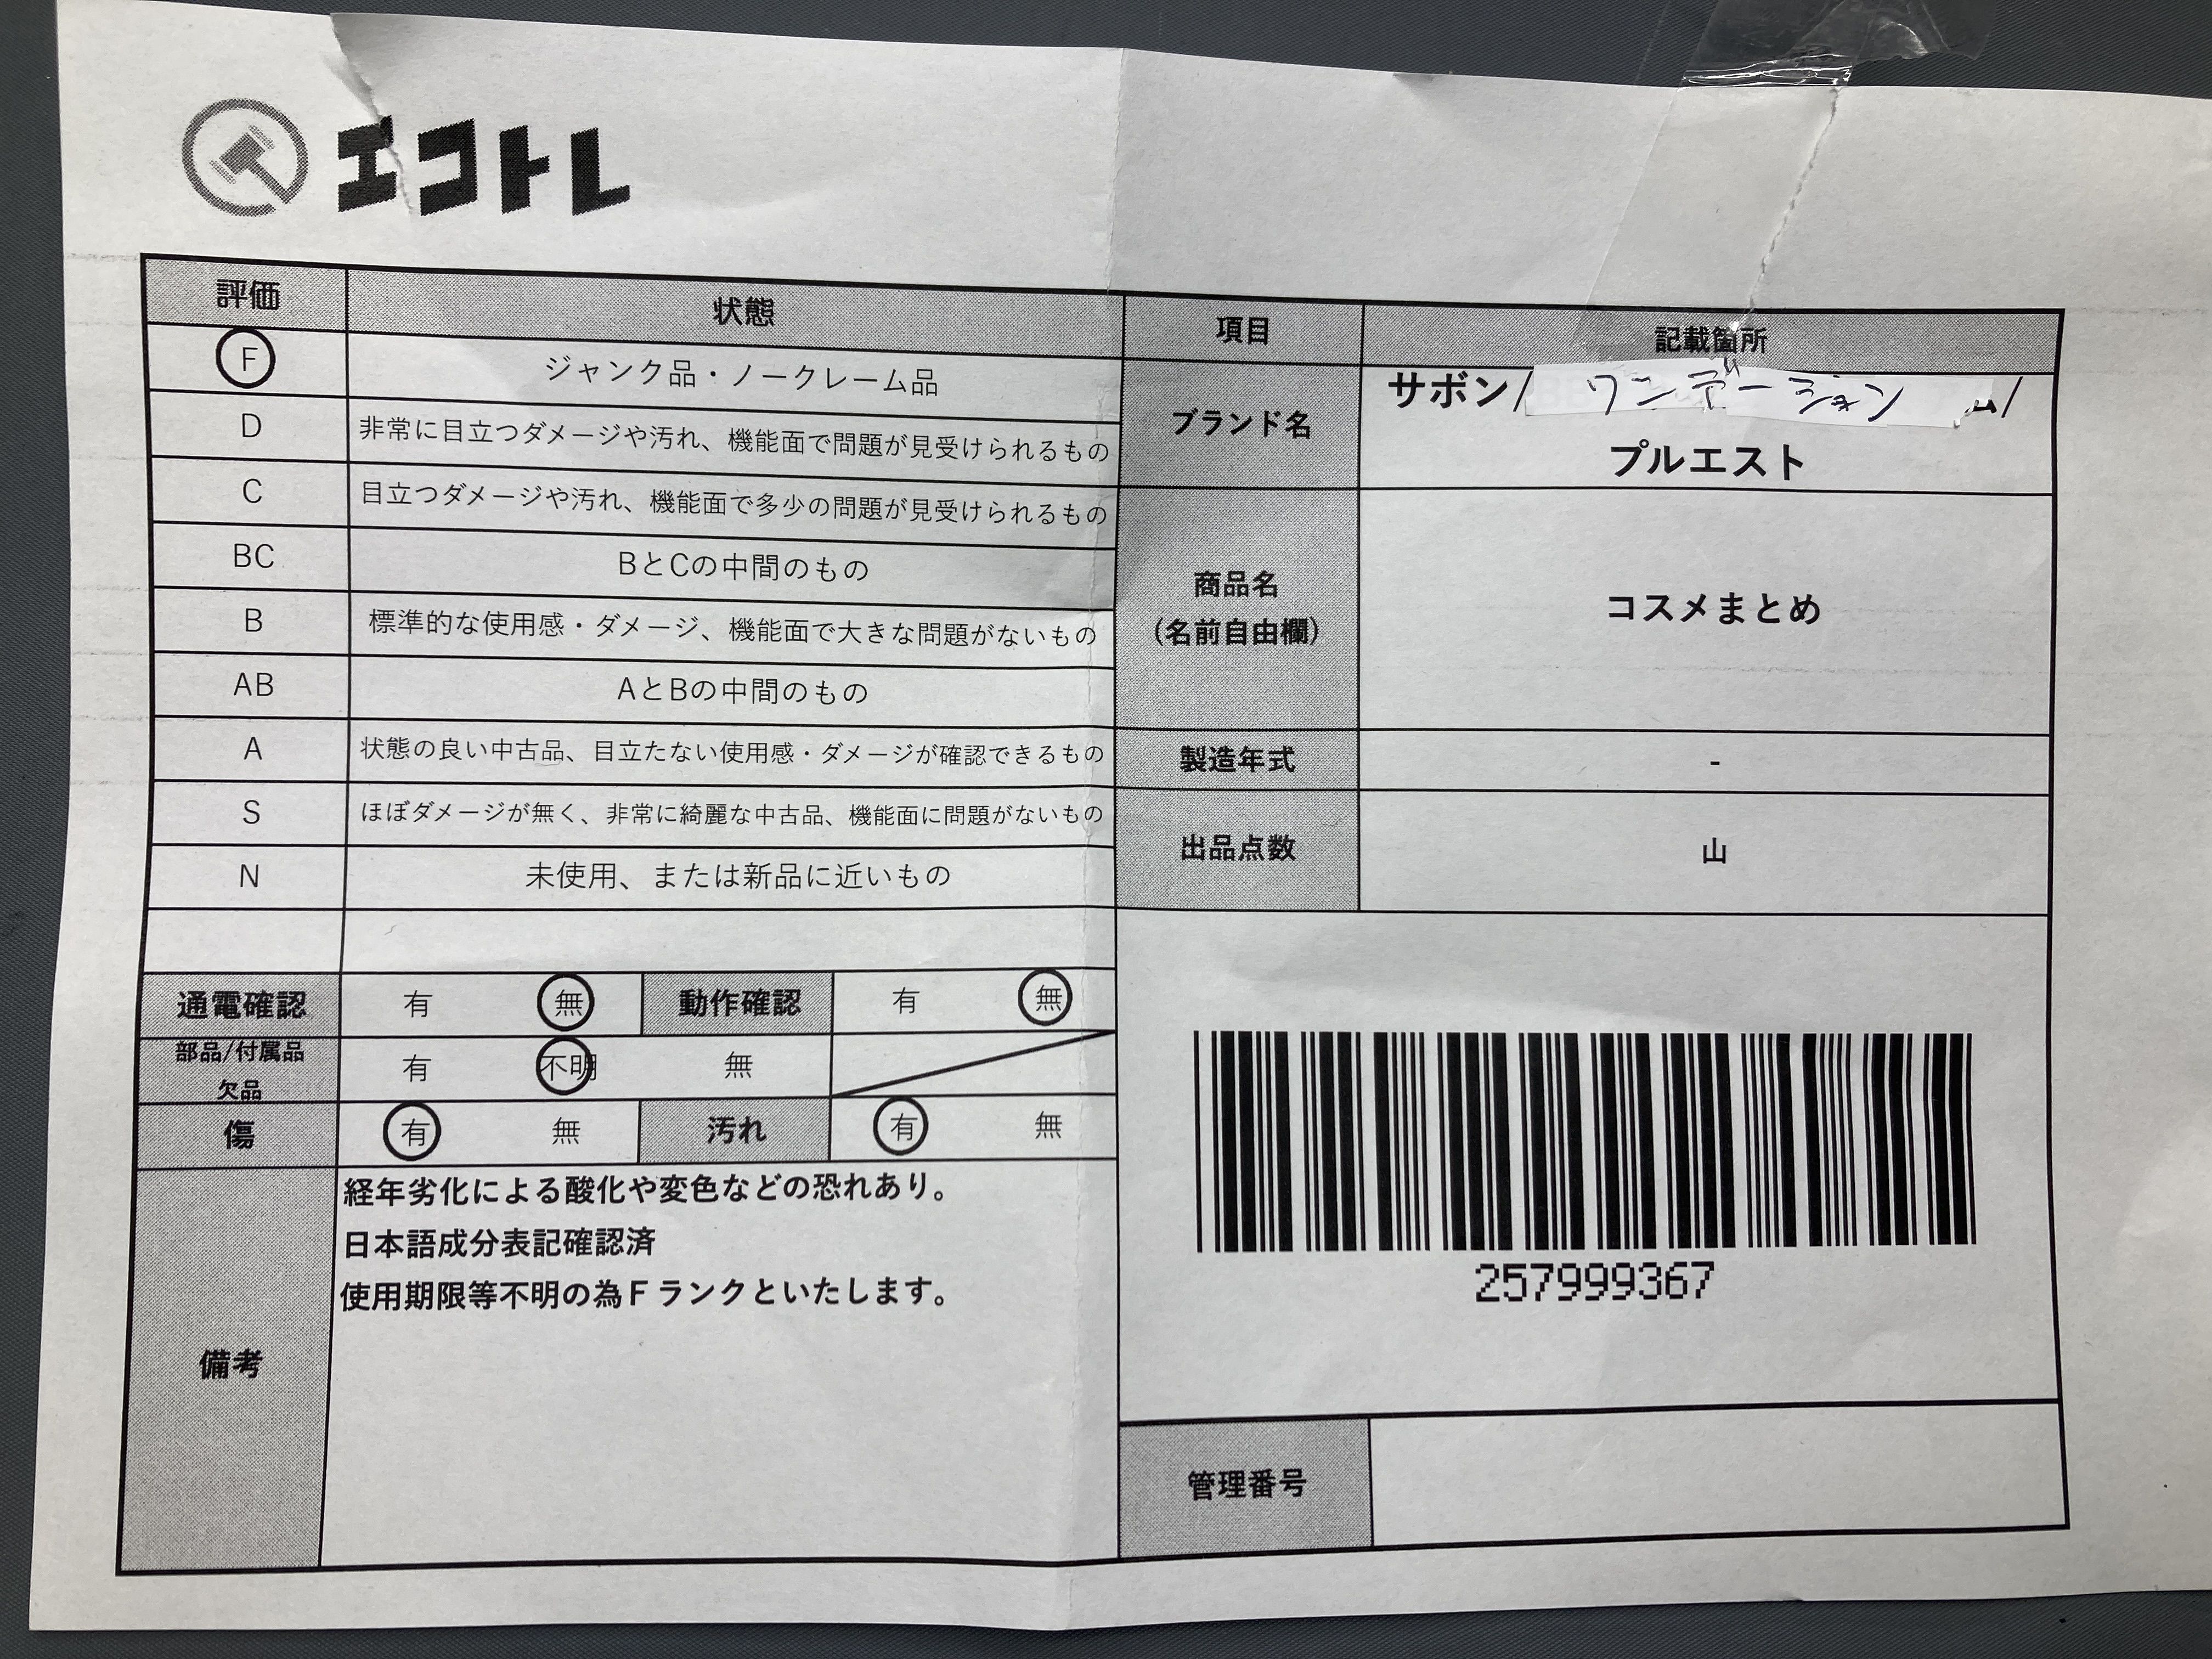 エコトレ
評価 状態
F ジャンク品・ノークレーム品
D 非常に目立つダメージや汚れ、機能面で問題が見受けられるもの
C 目立つダメージや汚れ、機能面で多少の問題が見受けられるもの
BC BとCの中間のもの
B 標準的な使用感・ダメージ、機能面で大きな問題がないもの
AB AとBの中間のもの
A 状態の良い中古品、目立たない使用感・ダメージが確認できるもの
S ほぼダメージが無く、非常に綺麗な中古品、機能面に問題がないもの
N 未使用、または新品に近いもの
通電確認 有 無 動作確認 有 無
部品/付属品
欠品 有 不明 無
傷 有 無 汚れ 有 無
備考
経年劣化による酸化や変色などの恐れあり。
日本語成分表記確認済
使用期限等不明の為Fランクといたします。
項目 記載箇所
ブランド名 サボン/ ワンデージョン /
プルエスト
商品名
(名前自由欄)
コスメまとめ
製造年式 -
出品点数 山
257999367
管理番号